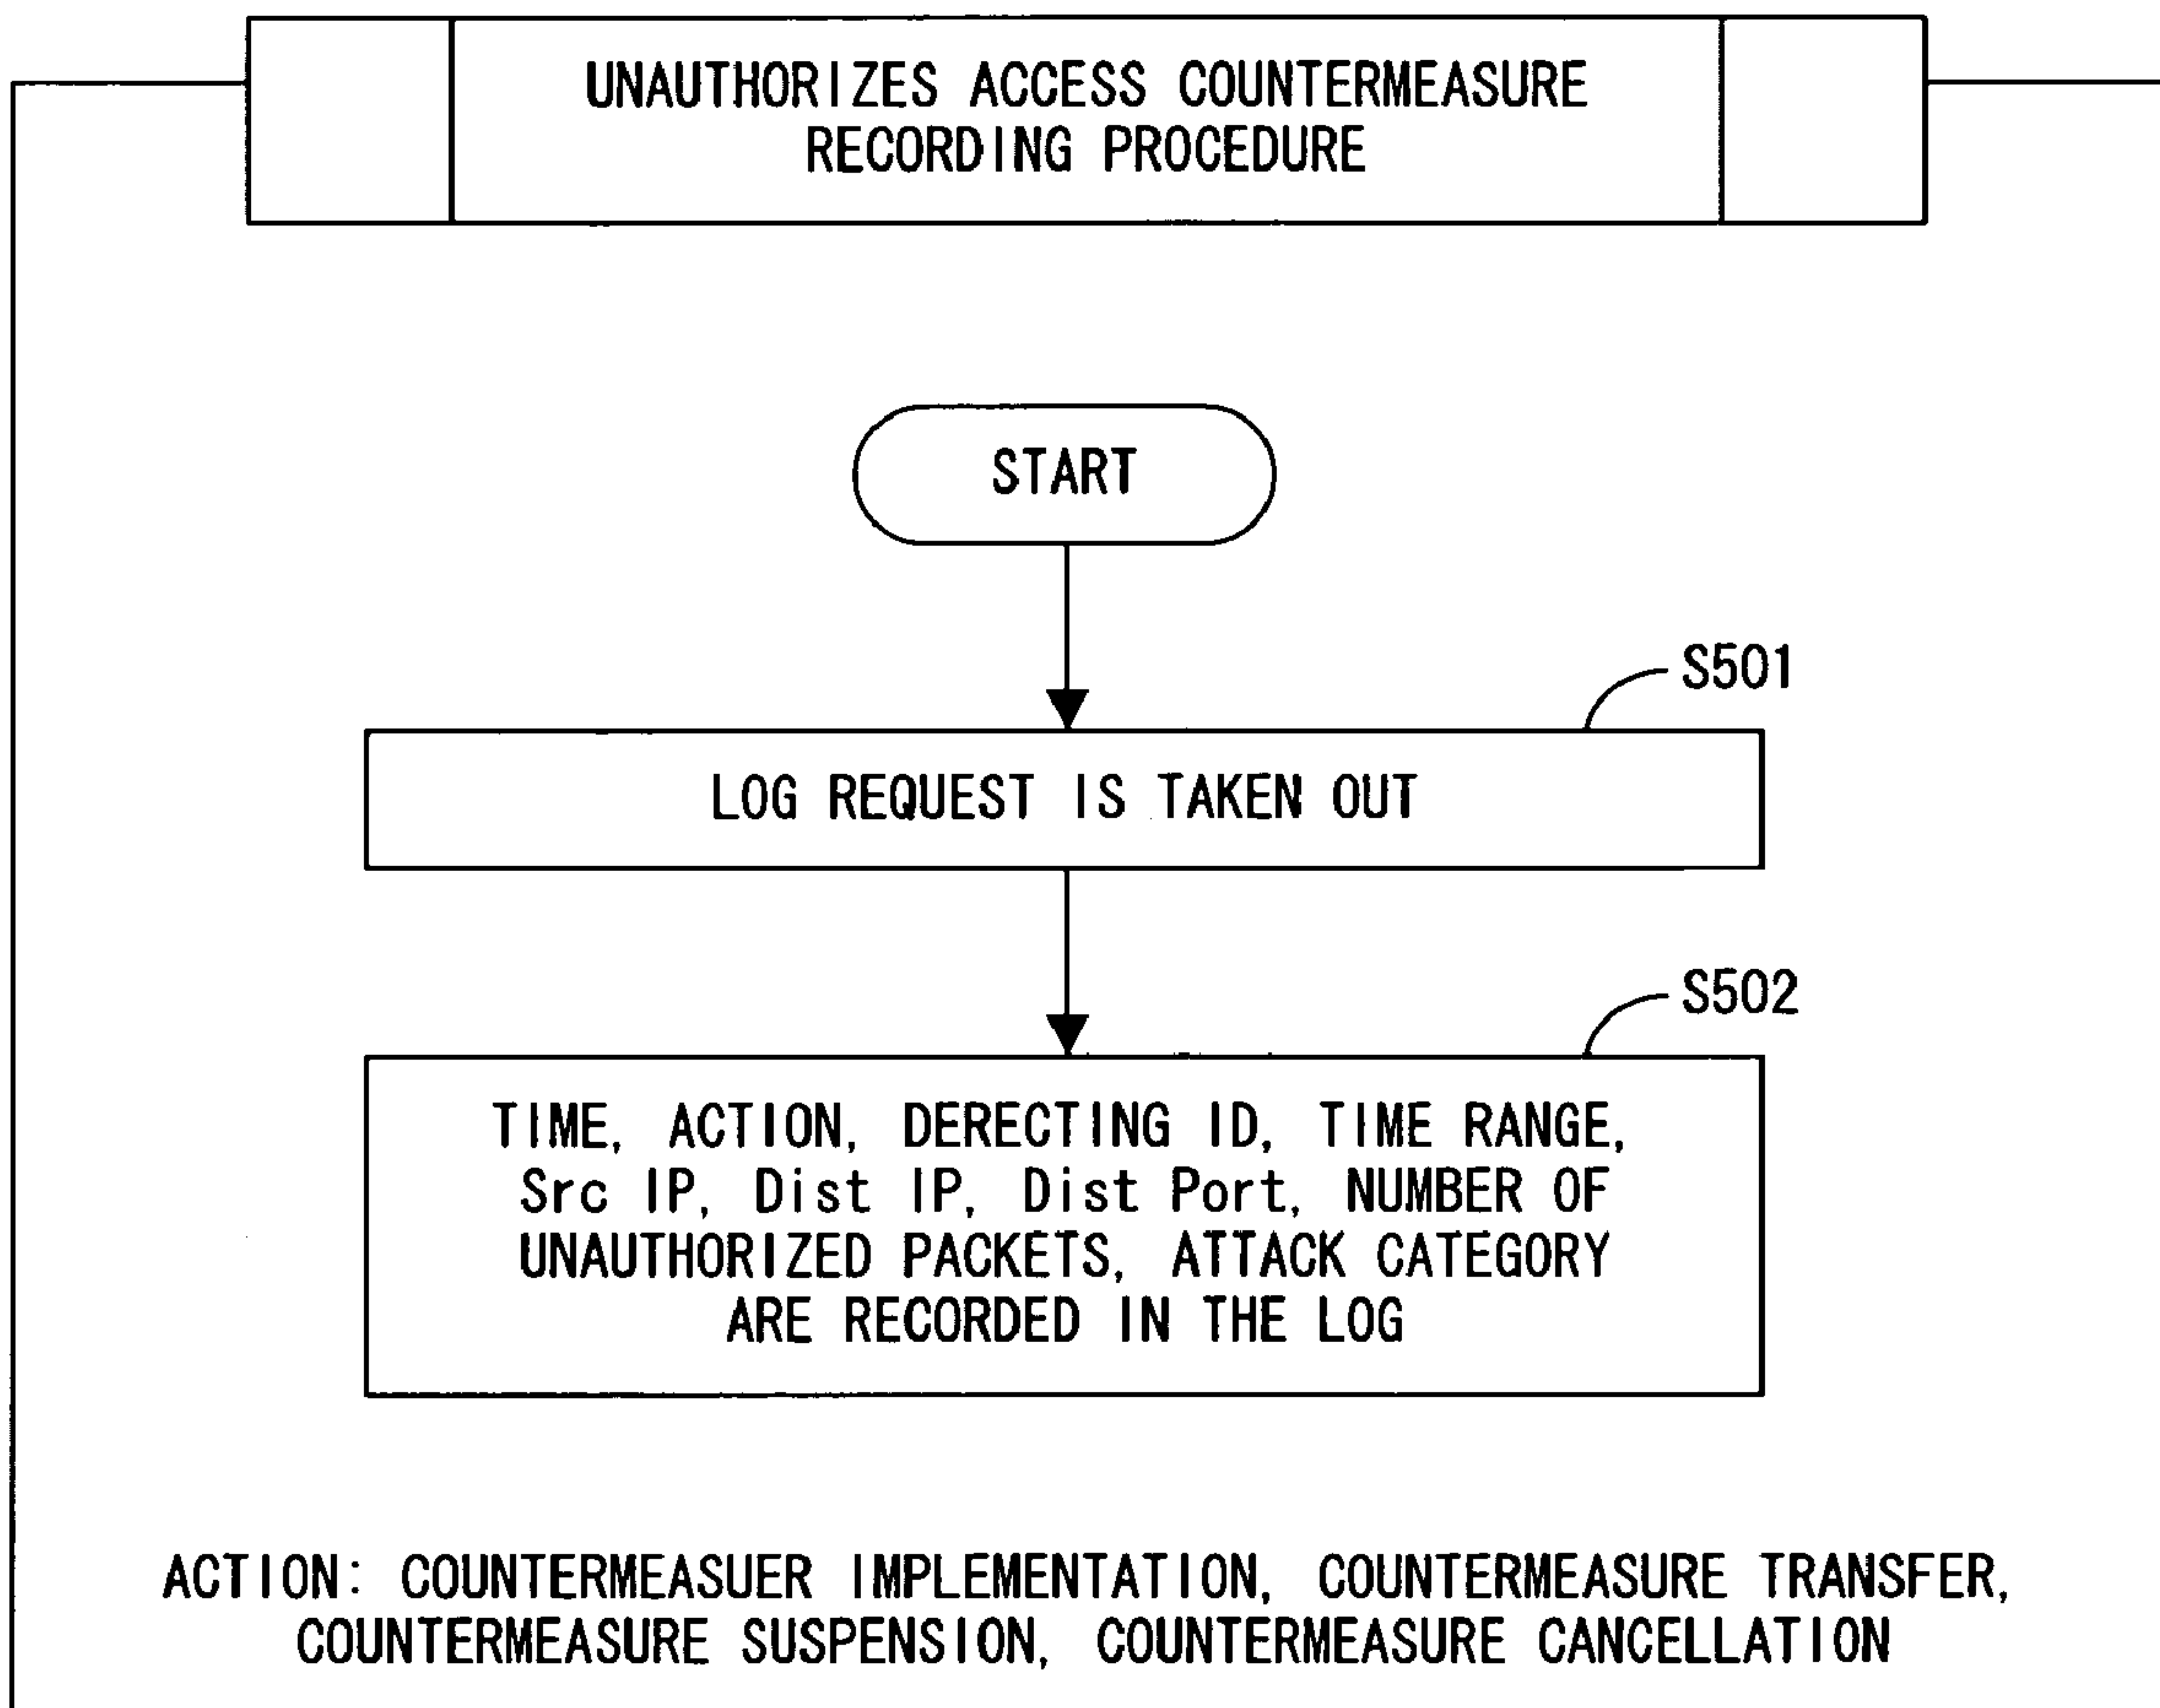 UNAUTHORIZES ACCESS COUNTERMEASURE
RECORDING PROCEDURE
START
S501
LOG REQUEST IS TAKEN OUT
S502
TIME, ACTION, DERECTING ID, TIME RANGE,
Src IP, Dist IP, Dist Port, NUMBER OF
UNAUTHORIZED PACKETS, ATTACK CATEGORY
ARE RECORDED IN THE LOG
ACTION: COUNTERMEASUER IMPLEMENTATION, COUNTERMEASURE TRANSFER,
COUNTERMEASURE SUSPENSION, COUNTERMEASURE CANCELLATION